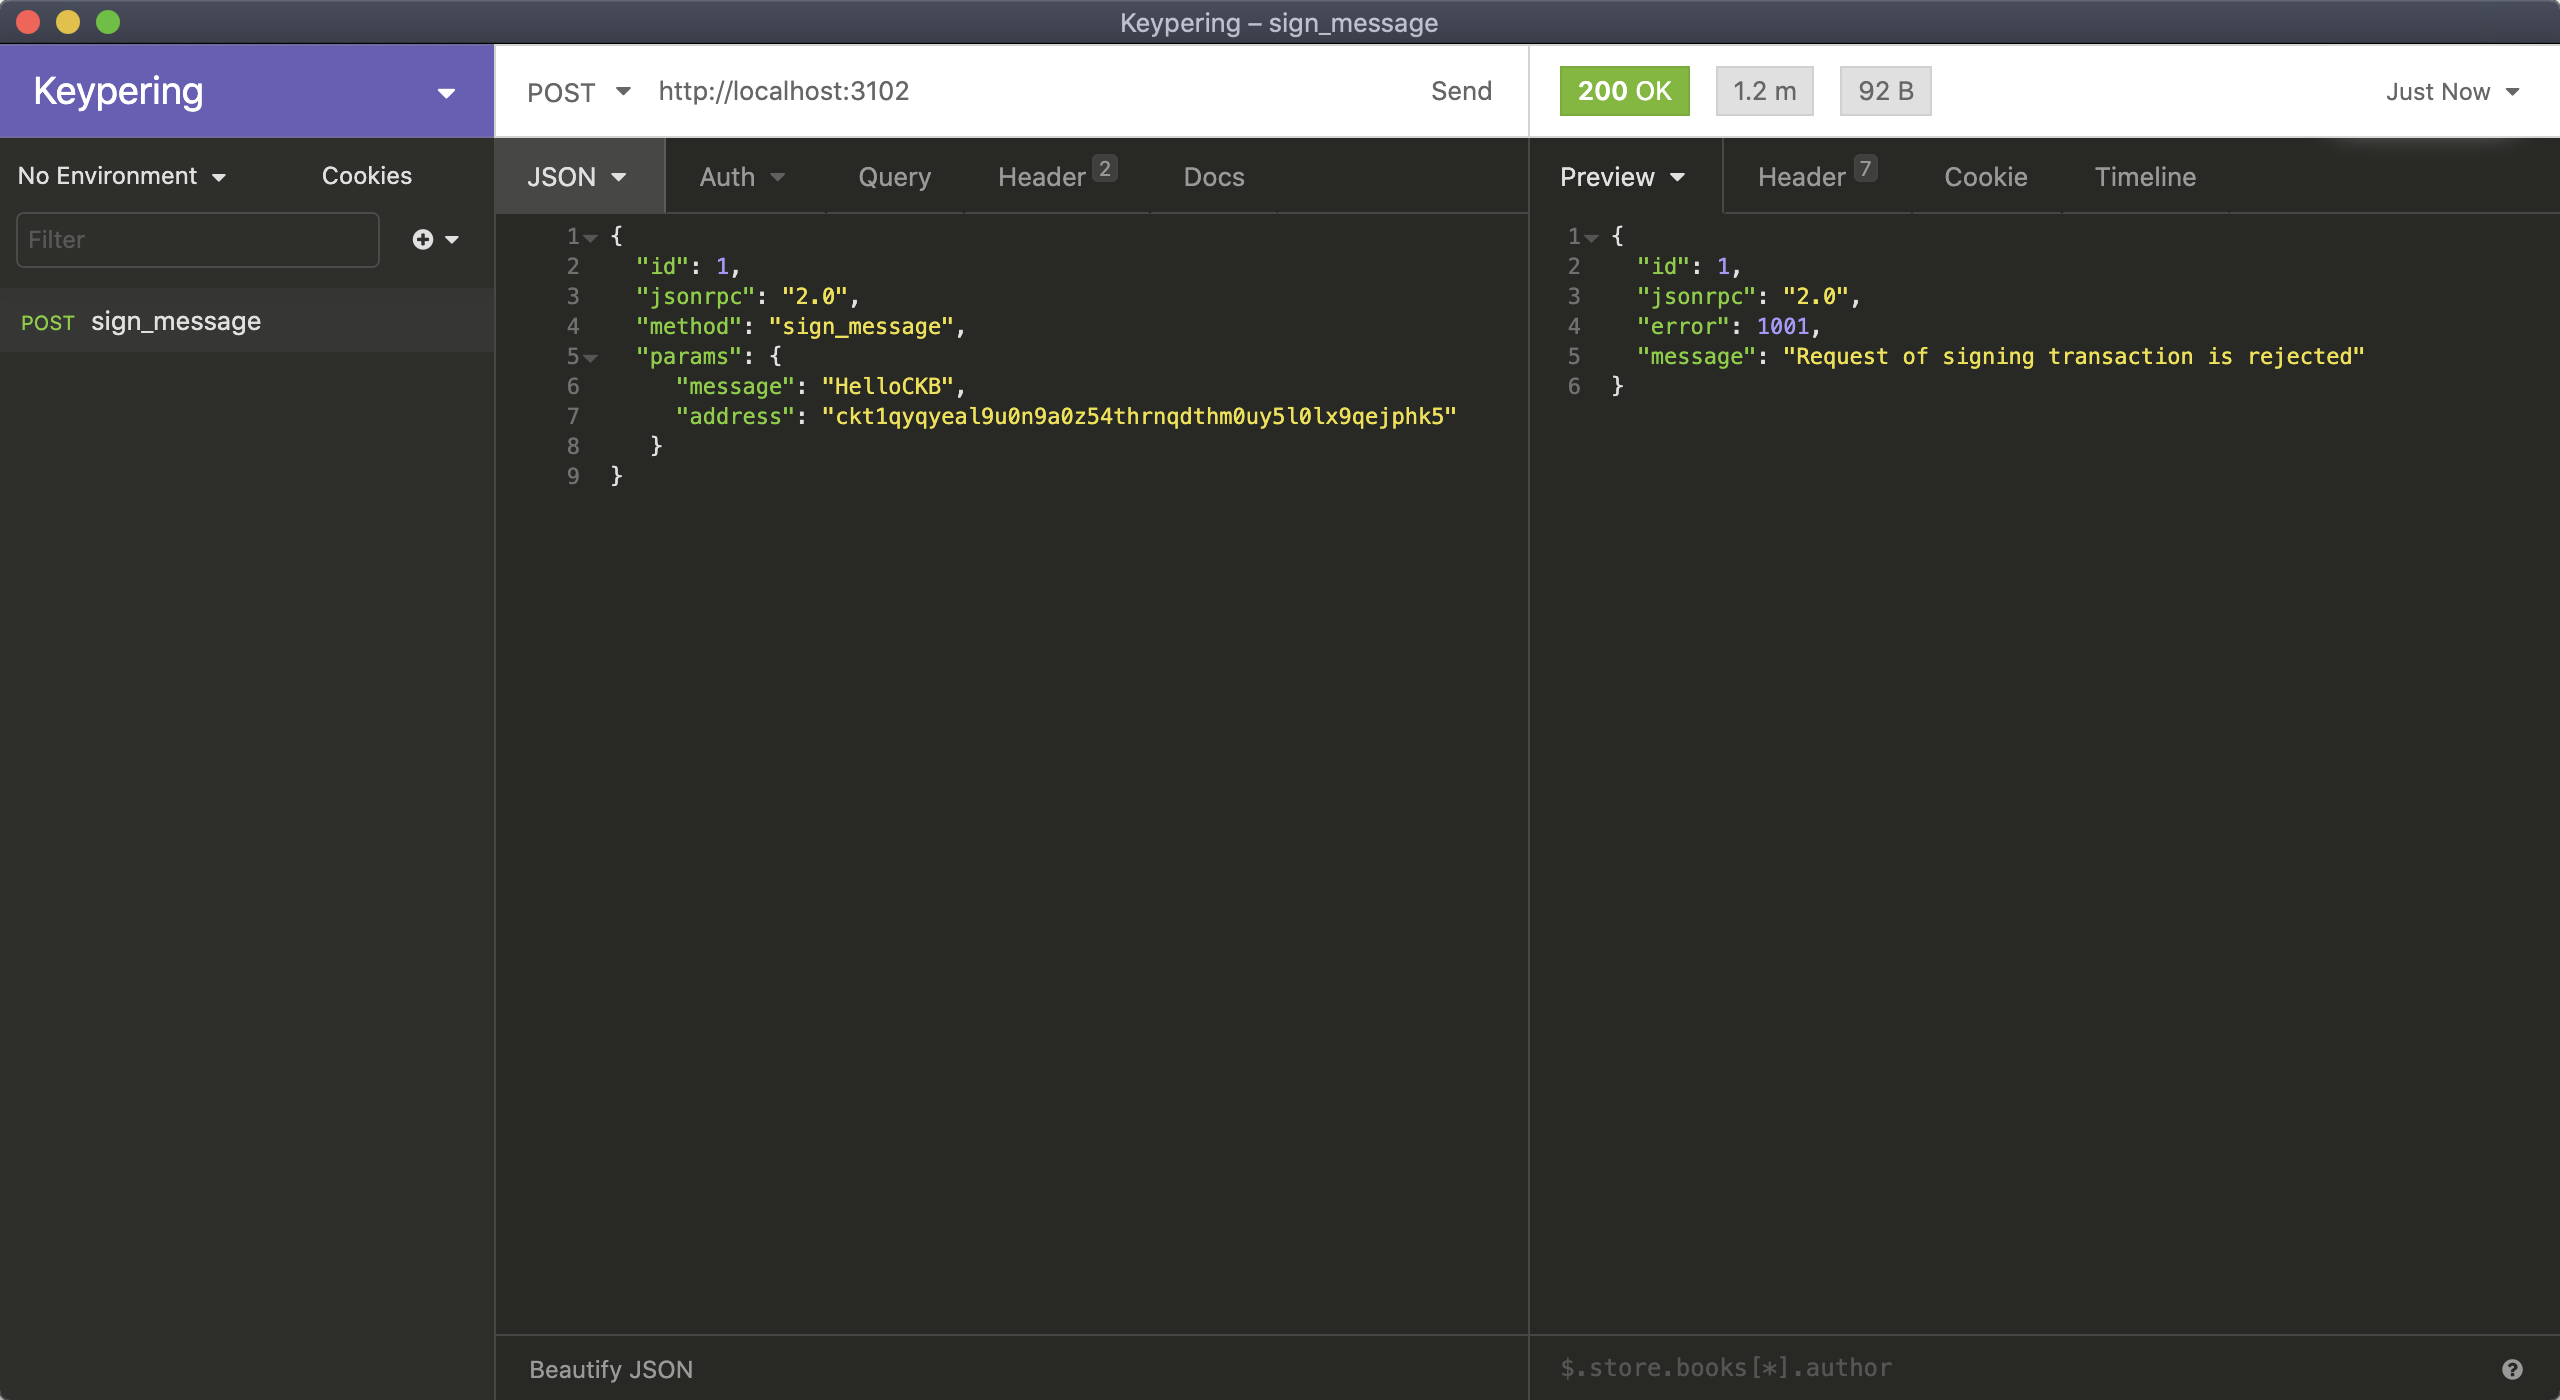 Keypering – sign_message
Keypering
POST http://localhost:3102 Send
200 OK 1.2 m 92 B Just Now
No Environment Cookies
Filter
POST sign_message
JSON Auth Query Header 2 Docs
1 {
2 "id": 1,
3 "jsonrpc": "2.0",
4 "method": "sign_message",
5 "params": {
6 "message": "HelloCKB",
7 "address": "ckt1qyqyeal9u0n9a0z54thrnqdthm0uy5l0lx9qejphk5"
8 }
9 }
Beautify JSON
Preview Header 7 Cookie Timeline
1 {
2 "id": 1,
3 "jsonrpc": "2.0",
4 "error": 1001,
5 "message": "Request of signing transaction is rejected"
6 }
$.store.books[*].author